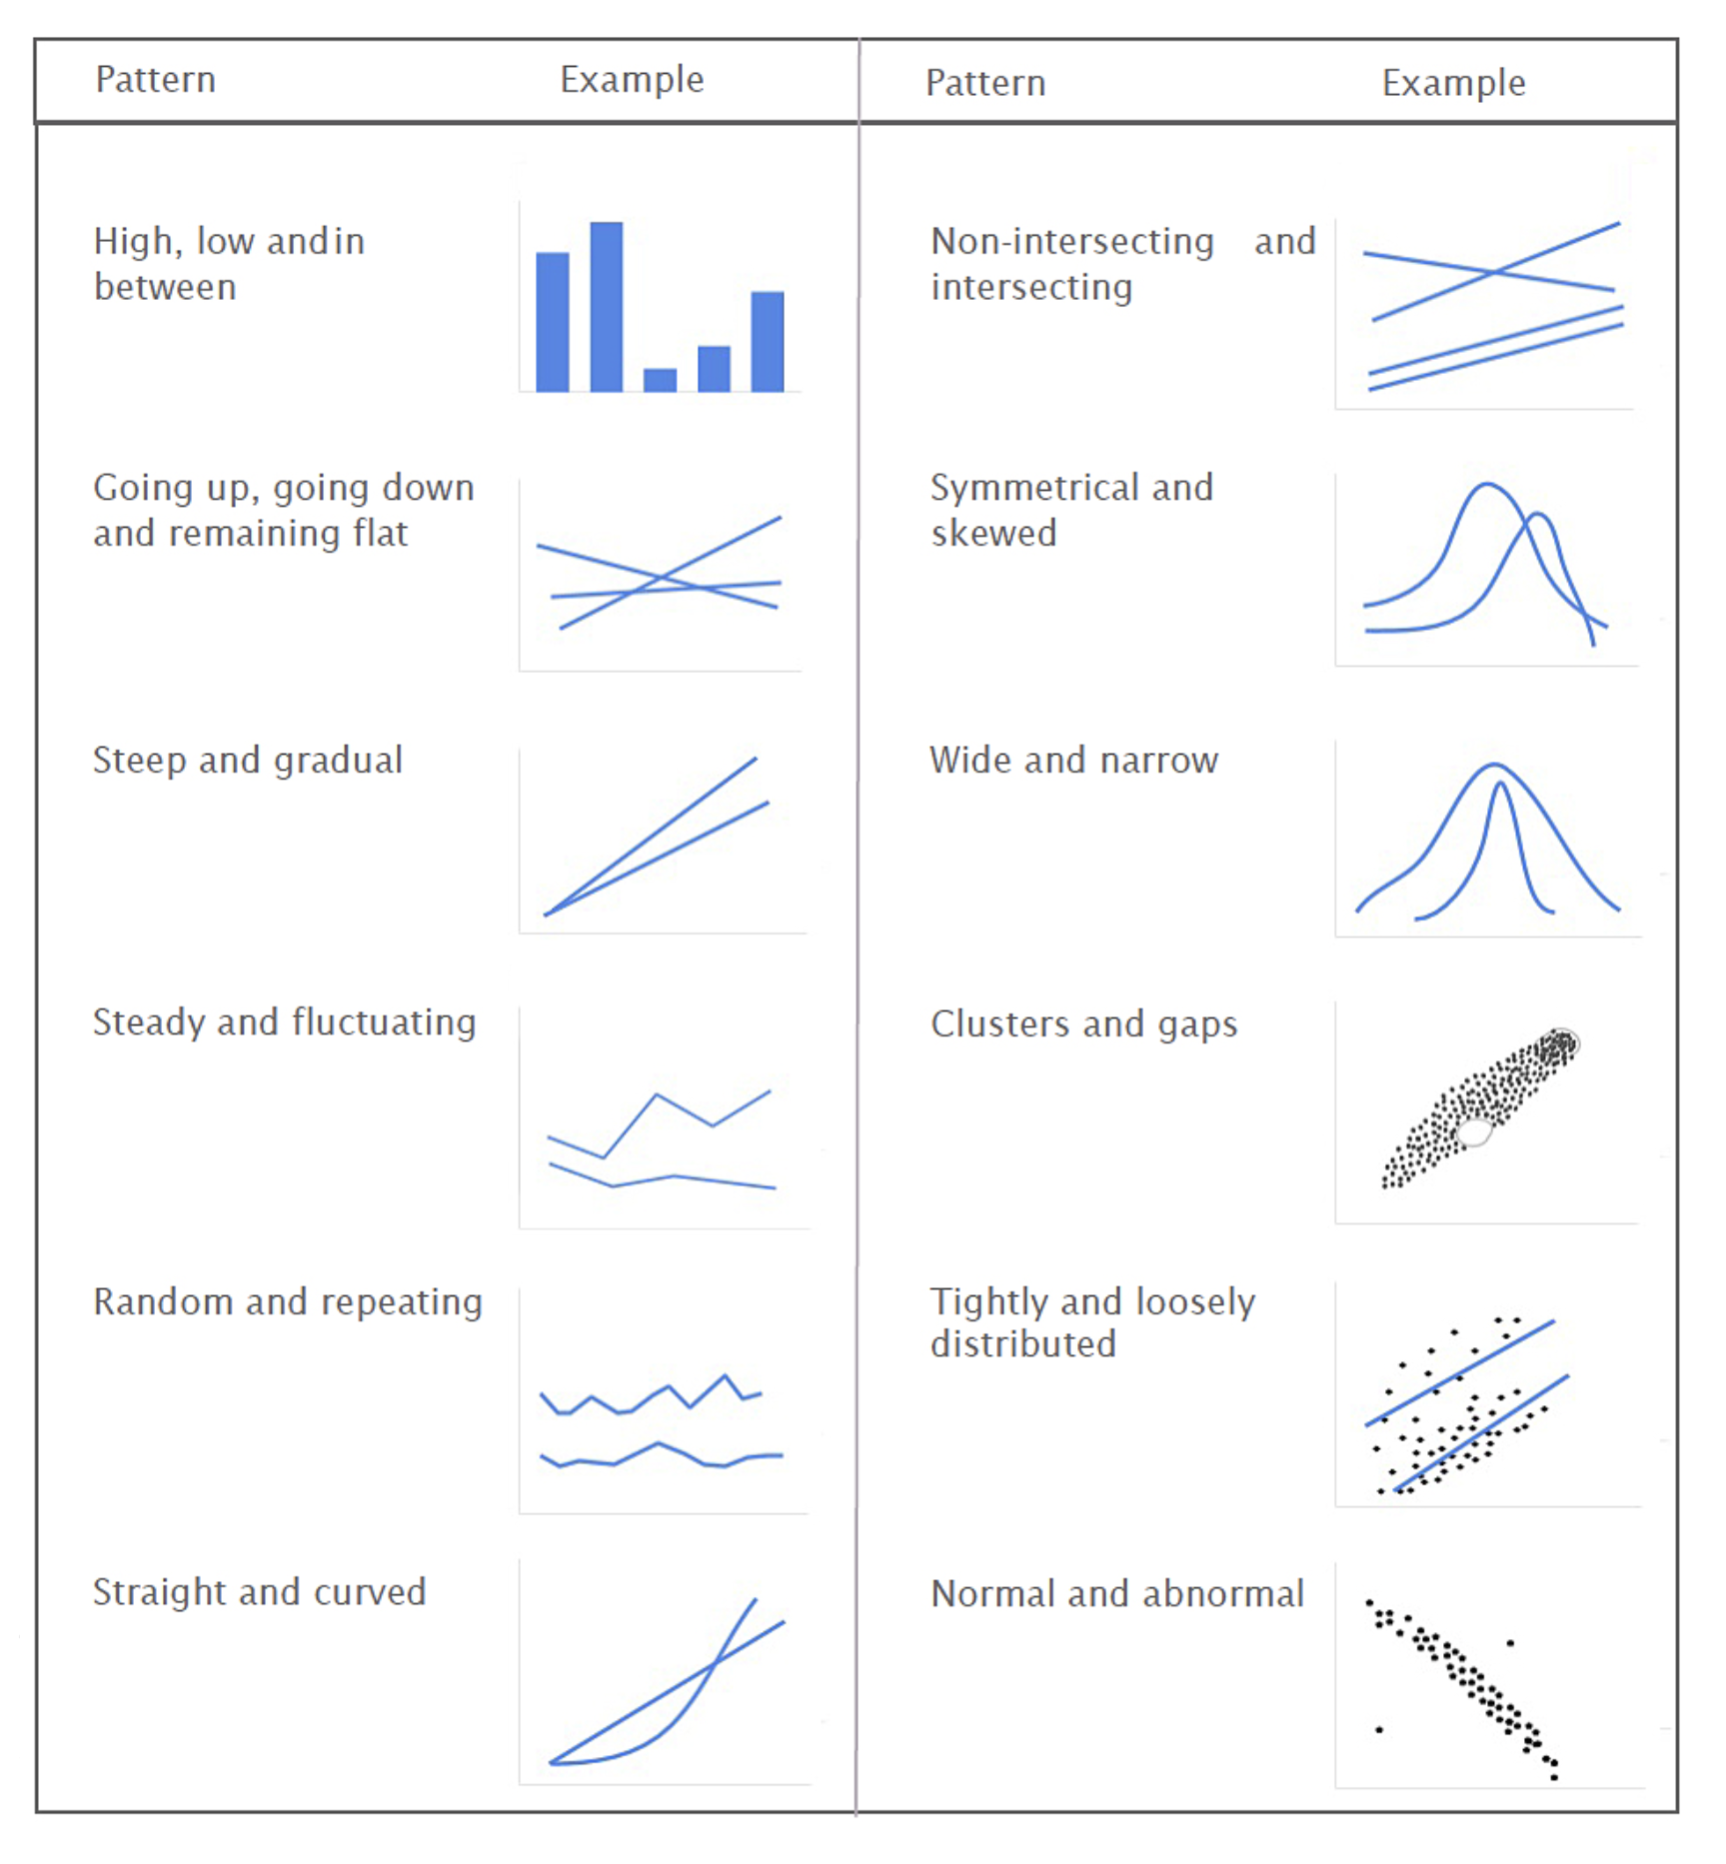 Pattern Example
High, low and in
between
Going up, going down
and remaining flat
Steep and gradual
Steady and fluctuating
Random and repeating
Straight and curved
Pattern Example
Non-intersecting and
intersecting
Symmetrical and
skewed
Wide and narrow
Clusters and gaps
Tightly and loosely
distributed
Normal and abnormal